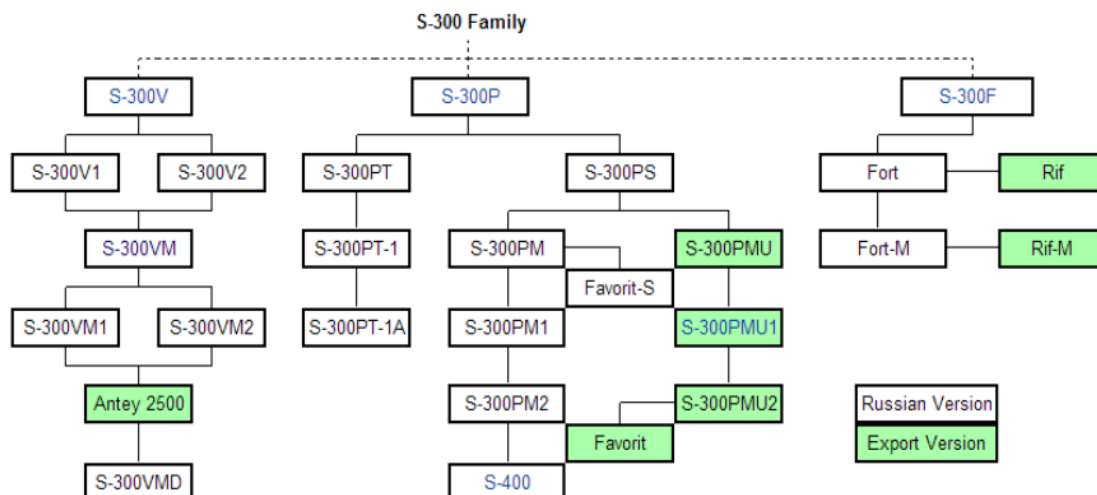 S-300 Family
S-300V
S-300P
S-300F
S-300V1
S-300V2
S-300PT
S-300PS
Fort
Rif
S-300VM
S-300PT-1
S-300PM
S-300PMU
Fort-M
Rif-M
Favorit-S
S-300VM1
S-300VM2
S-300PT-1A
S-300PM1
S-300PMU1
Antey 2500
S-300PM2
S-300PMU2
Russian Version
Favorit
Export Version
S-300VMD
S-400